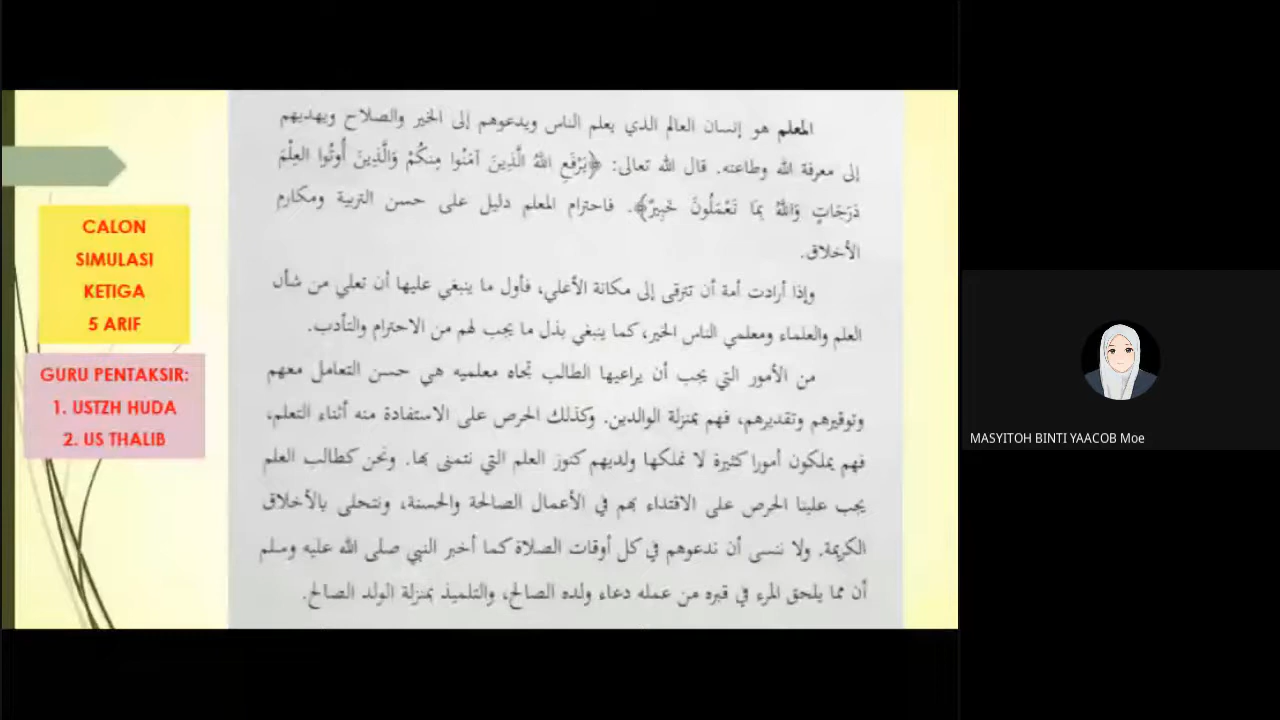 CALON
SIMULASI
KETIGA
5 ARIF
GURU PENTAKSIR:
1. USTZH HUDA
2. US THALIB
المعلم هو إنسان العالم الذي يعلم الناس ويدعوهم إلى الخير والصلاح ويهديهم
إلى معرفة الله وطاعته. قال الله تعالى: ﴿يَرْفَعِ اللهُ الَّذِينَ آمَنُوا مِنكُمْ وَالَّذِينَ أُوتُوا العِلْمَ
دَرَجَاتٍ وَاللهُ بِمَا تَعْمَلُونَ خَبِيرٌ﴾. فاحترام المعلم دليل على حسن التربية ومكارم
الأخلاق.
وإذا أرادت أمة أن تترقى إلى مكانة الأعلي، فأول ما ينبغي عليها أن تعلي من شأن
العلم والعلماء ومعلمي الناس الخير، كما ينبغي بذل ما يجب لهم من الاحترام والتأدب.
من الأمور التي يجب أن يراعيها الطالب تجاه معلميه هي حسن التعامل معهم
وتوقيرهم وتقديرهم، فهم بمنزلة الوالدين. وكذلك الحرص على الاستفادة منه أثناء التعلم،
فهم يملكون أمورا كثيرة لا نملكها ولديهم كنوز العلم التي نتمنى بها. ونحن كطالب العلم
يجب علينا الحرص على الاقتداء بهم في الأعمال الصالحة والحسنة، ونتحلى بالأخلاق
الكريمة. ولا ننسى أن ندعوهم في كل أوقات الصلاة كما أخبر النبي صلى الله عليه وسلم
أن مما يلحق المرء في قبره من عمله دعاء ولده الصالح، والتلميذ بمنزلة الولد الصالح.
MASYITOH BINTI YAACOB Moe